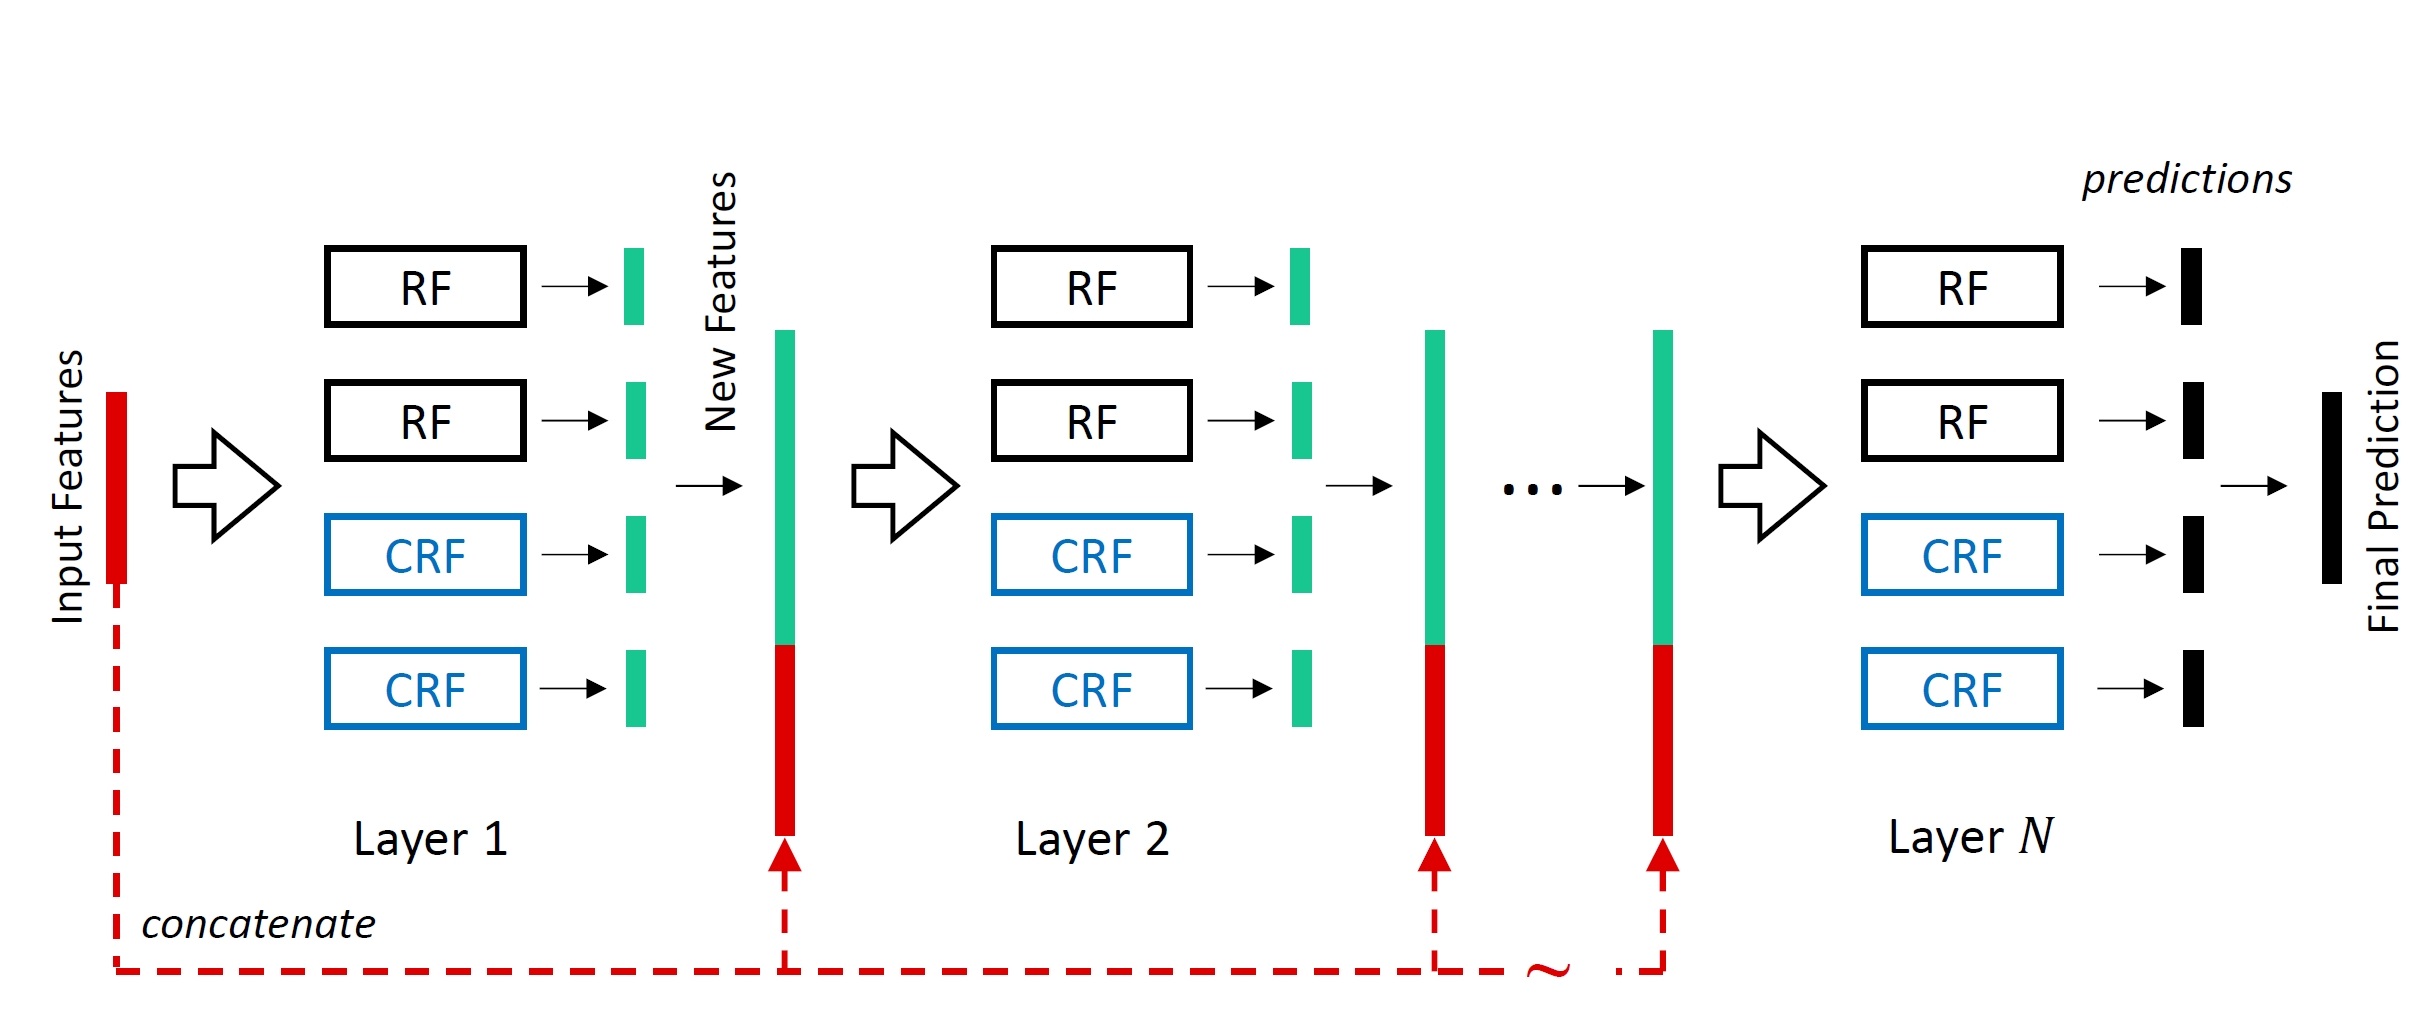 Input Features
RF
RF
CRF
CRF
Layer 1
concatenate
New Features
RF
RF
CRF
CRF
Layer 2
...
~
predictions
RF
RF
CRF
CRF
Layer N
Final Prediction